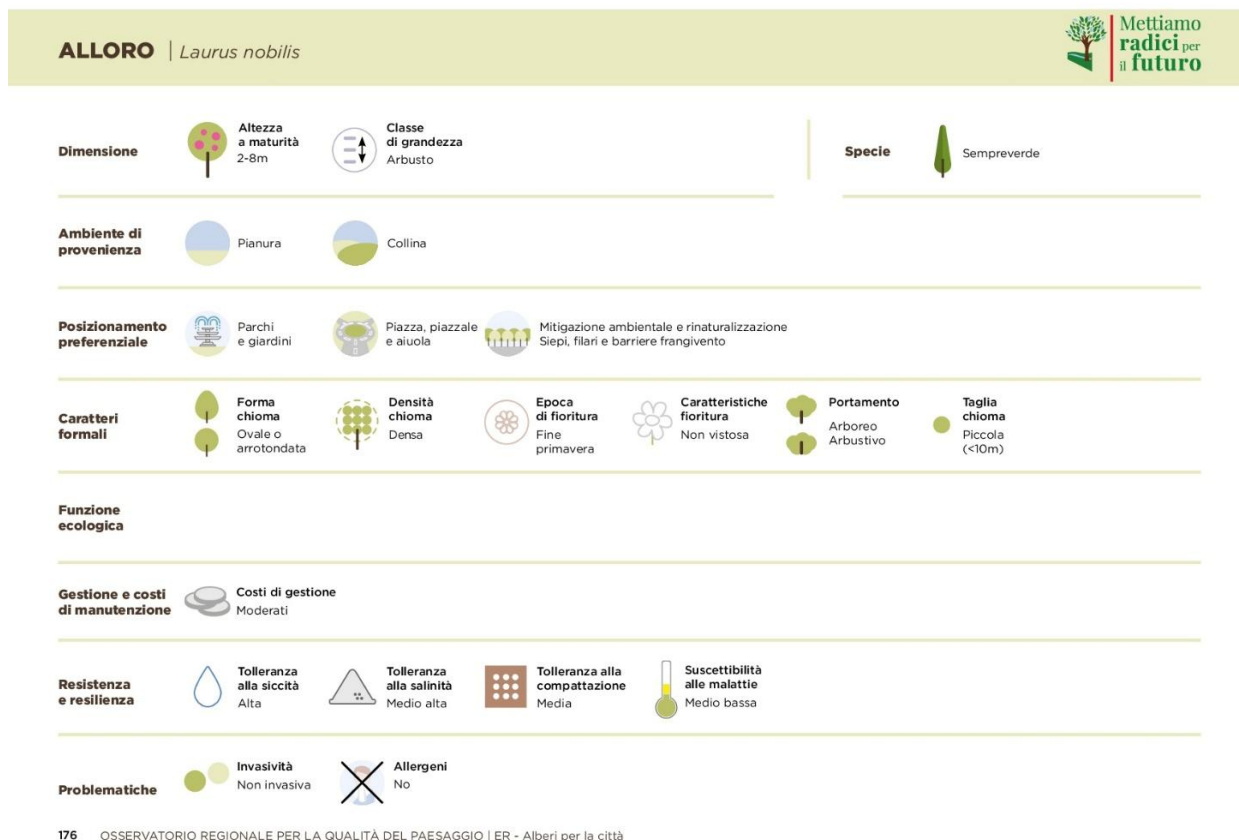 ALLORO | Laurus nobilis
Mettiamo
radici per
il futuro
Dimensione
Altezza
a maturità
2-8m
Classe
di grandezza
Arbusto
Specie
Sempreverde
Ambiente di
provenienza
Pianura
Collina
Posizionamento
preferenziale
Parchi
e giardini
Piazza, piazzale
e aiuola
Mitigazione ambientale e rinaturalizzazione
Siepi, filari e barriere frangivento
Caratteri
formali
Forma
chioma
Ovale o
arrotondata
Densità
chioma
Densa
Epoca
di fioritura
Fine
primavera
Caratteristiche
fioritura
Non vistosa
Portamento
Arboreo
Arbustivo
Taglia
chioma
Piccola
(<10m)
Funzione
ecologica
Gestione e costi
di manutenzione
Costi di gestione
Moderati
Resistenza
e resilienza
Tolleranza
alla siccità
Alta
Tolleranza
alla salinità
Medio alta
Tolleranza alla
compattazione
Media
Suscettibilità
alle malattie
Medio bassa
Problematiche
Invasività
Non invasiva
Allergeni
No
176 OSSERVATORIO REGIONALE PER LA QUALITÀ DEL PAESAGGIO | ER - Alberi per la città